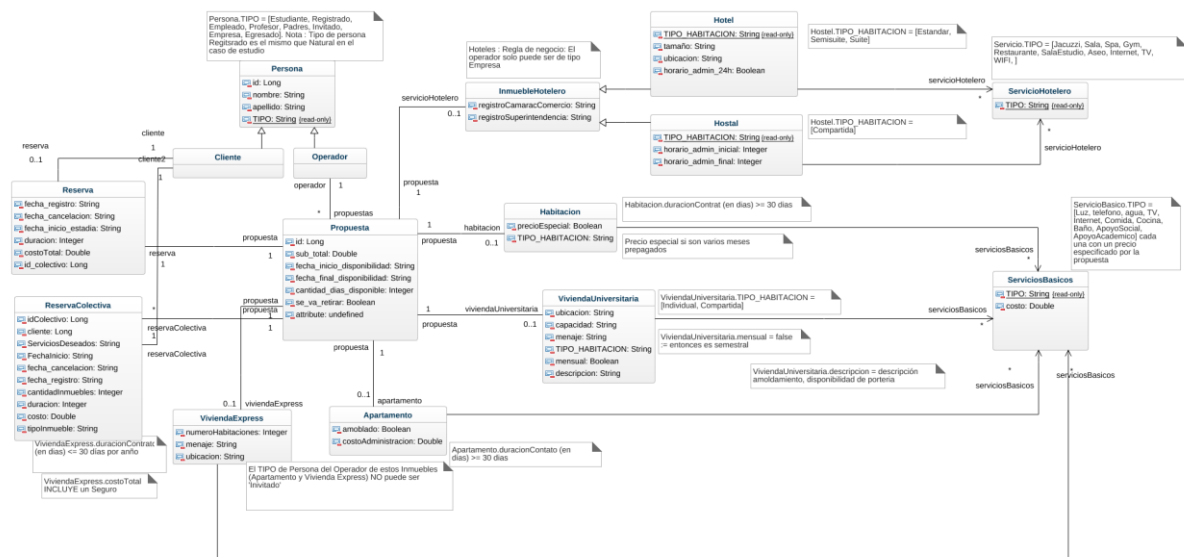 Persona.TIPO = [Estudiante, Registrado,
Empleado, Profesor, Padres, Invitado,
Empresa, Egresado]. Nota : Tipo de persona
Regitsrado es el mismo que Natural en el
caso de estudio
Persona
id: Long
nombre: String
apellido: String
TIPO: String {read-only}
Hoteles : Regla de negocio: El
operador solo puede ser de tipo
Empresa
InmuebleHotelero
registroCamaracComercio: String
registroSuperintendencia: String
servicioHotelero
0..1
Hotel
TIPO_HABITACION: String {read-only}
tamaño: String
ubicacion: String
horario_admin_24h: Boolean
Hostel.TIPO_HABITACION = [Estandar,
Semisuite, Suite]
Servicio.TIPO = [Jacuzzi, Sala, Spa, Gym,
Restaurante, SalaEstudio, Aseo, Internet, TV,
WIFI, ]
servicioHotelero
*
ServicioHotelero
TIPO: String {read-only}
Hostal
TIPO_HABITACION: String {read-only}
horario_admin_inicial: Integer
horario_admin_final: Integer
Hostel.TIPO_HABITACION =
[Compartida]
*
servicioHotelero
cliente
1
reserva
0..1
cliente2
1
Cliente
Operador
operador
1
* propuestas
propuesta
1
Reserva
fecha_registro: String
fecha_cancelacion: String
fecha_inicio_estadia: String
duracion: Integer
costoTotal: Double
id_colectivo: Long
propuesta
1
reserva
Propuesta
id: Long
sub_total: Double
fecha_inicio_disponibilidad: String
fecha_final_disponibilidad: String
cantidad_dias_disponible: Integer
se_va_retirar: Boolean
attribute: undefined
1
propuesta
habitacion
0..1
Habitacion
precioEspecial: Boolean
TIPO_HABITACION: String
Habitacion.duracionContrat (en dias) >= 30 dias
Precio especial si son varios meses
prepagados
*
serviciosBasicos
ServicioBasico.TIPO =
[Luz, telefono, agua, TV,
Internet, Comida, Cocina,
Baño, ApoyoSocial,
ApoyoAcademico] cada
una con un precio
especificado por la
propuesta
ServiciosBasicos
TIPO: String {read-only}
costo: Double
ReservaColectiva
idColectivo: Long
cliente: Long
ServiciosDeseados: String
FechaInicio: String
fecha_cancelacion: String
fecha_registro: String
cantidadInmuebles: Integer
duracion: Integer
costo: Double
tipoInmueble: String
*
reservaColectiva
1
reservaColectiva
propuesta
1
propuesta
1
1
propuesta
viviendaUniversitaria
0..1
ViviendaUniversitaria
ubicacion: String
capacidad: String
menaje: String
TIPO_HABITACION: String
mensual: Boolean
descripcion: String
ViviendaUniversitaria.TIPO_HABITACION =
[Individual, Compartida]
ViviendaUniversitaria.mensual = false
:= entonces es semestral
ViviendaUniversitaria.descripcion = descripción
amoldamiento, disponibilidad de porteria
serviciosBasicos
*
propuesta
1
0..1
apartamento
0..1 viviendaExpress
ViviendaExpress
numeroHabitaciones: Integer
menaje: String
ubicacion: String
Apartamento
amoblado: Boolean
costoAdministracion: Double
Apartamento.duracionContato (en
dias) >= 30 dias
*
serviciosBasicos
*
serviciosBasicos
ViviendaExpress.duracionContrato
(en dias) <= 30 dias por anño
ViviendaExpress.costoTotal
INCLUYE un Seguro
El TIPO de Persona del Operador de estos Inmuebles
(Apartamento y Vivienda Express) NO puede ser
'Inivitado'